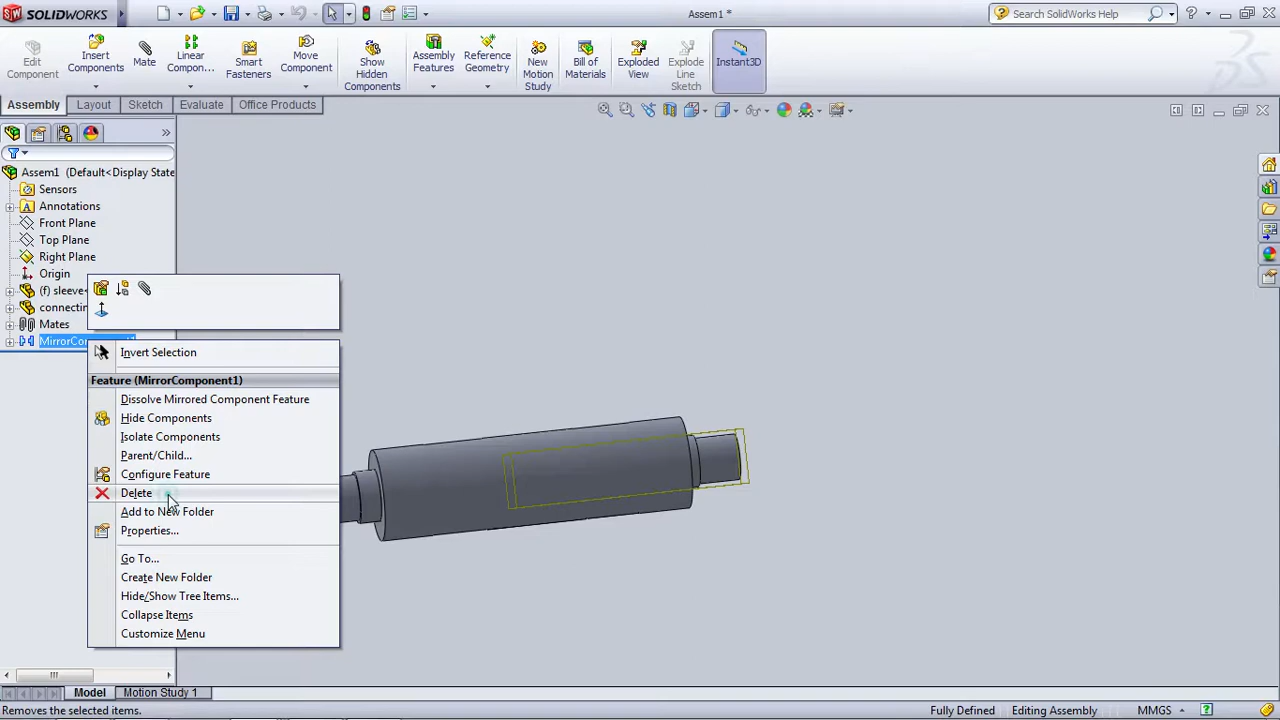 SOLIDWORKS
Assem1 *
Search SolidWorks Help
Edit
Component
Insert
Components
Mate
Linear
Compon...
Smart
Fasteners
Move
Component
Show
Hidden
Components
Assembly
Features
Reference
Geometry
New
Motion
Study
Bill of
Materials
Exploded
View
Explode
Line
Sketch
Instant3D
Assembly
Layout
Sketch
Evaluate
Office Products
Assem1 (Default<Display State
Sensors
Annotations
Front Plane
Top Plane
Right Plane
Origin
(f) sleeve<
connectin
Mates
MirrorCo
Invert Selection
Feature (MirrorComponent1)
Dissolve Mirrored Component Feature
Hide Components
Isolate Components
Parent/Child...
Configure Feature
Delete
Add to New Folder
Properties...
Go To...
Create New Folder
Hide/Show Tree Items...
Collapse Items
Customize Menu
Model
Motion Study 1
Removes the selected items.
Fully Defined
Editing Assembly
MMGS